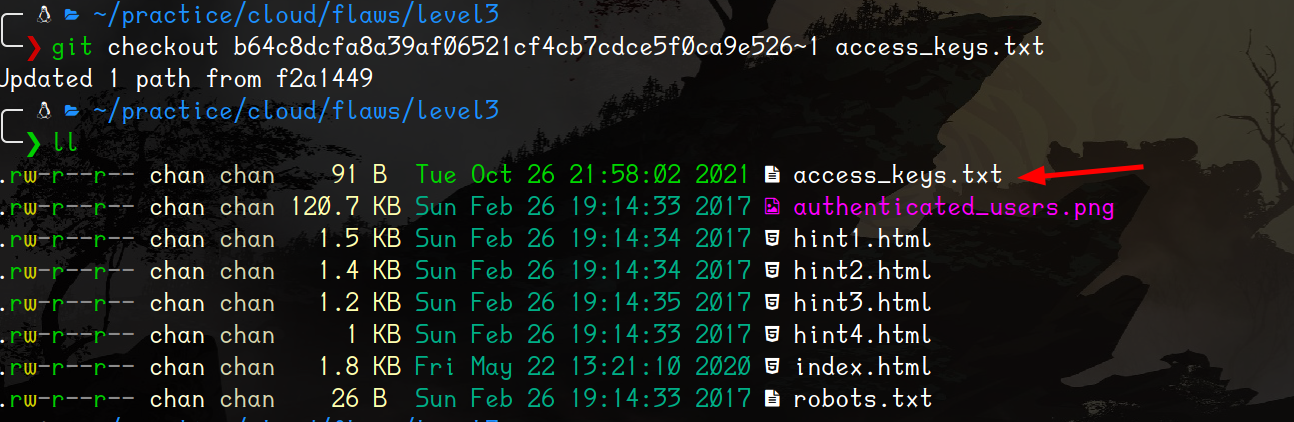 ~/practice/cloud/flaws/level3
❯ git checkout b64c8dcfa8a39af06521cf4cb7cdce5f0ca9e526~1 access_keys.txt
Updated 1 path from f2a1449
~/practice/cloud/flaws/level3
❯ ll
.rw-r--r-- chan chan 91 B Tue Oct 26 21:58:02 2021 access_keys.txt
.rw-r--r-- chan chan 120.7 KB Sun Feb 26 19:14:33 2017 authenticated_users.png
.rw-r--r-- chan chan 1.5 KB Sun Feb 26 19:14:34 2017 hint1.html
.rw-r--r-- chan chan 1.4 KB Sun Feb 26 19:14:34 2017 hint2.html
.rw-r--r-- chan chan 1.2 KB Sun Feb 26 19:14:35 2017 hint3.html
.rw-r--r-- chan chan 1 KB Sun Feb 26 19:14:33 2017 hint4.html
.rw-r--r-- chan chan 1.8 KB Fri May 22 13:21:10 2020 index.html
.rw-r--r-- chan chan 26 B Sun Feb 26 19:14:33 2017 robots.txt